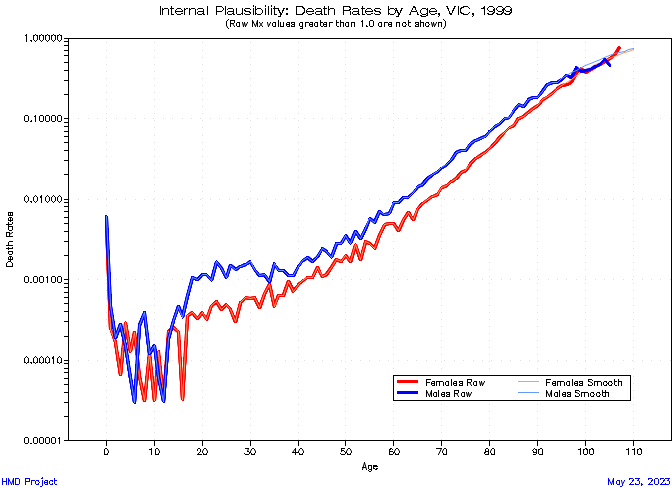 Internal Plausibility: Death Rates by Age, VIC, 1999
(Raw Mx values greater than 1.0 are not shown)
1.00000
0.10000
0.01000
0.00100
0.00010
0.00001
Death Rates
0 10 20 30 40 50 60 70 80 90 100 110
Age
Females Raw Females Smooth
Males Raw Males Smooth
HMD Project May 23, 2023